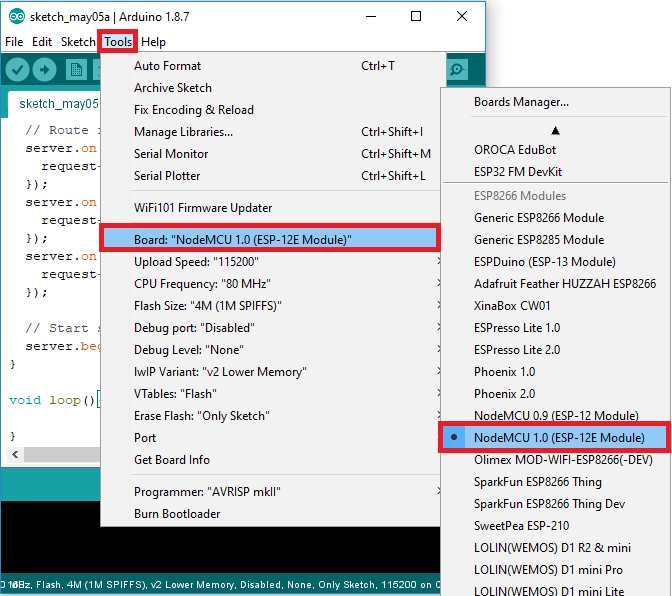 sketch_may05a | Arduino 1.8.7
File Edit Sketch Tools Help
sketch_may05
// Route
server.on
request-
});
server.on
request-
});
server.on
request-
});
// Start s
server.beg
}
void loop(){
}
Auto Format Ctrl+T
Archive Sketch
Fix Encoding & Reload
Manage Libraries... Ctrl+Shift+I
Serial Monitor Ctrl+Shift+M
Serial Plotter Ctrl+Shift+L
WiFi101 Firmware Updater
Board: "NodeMCU 1.0 (ESP-12E Module)"
Upload Speed: "115200"
CPU Frequency: "80 MHz"
Flash Size: "4M (1M SPIFFS)"
Debug port: "Disabled"
Debug Level: "None"
lwIP Variant: "v2 Lower Memory"
VTables: "Flash"
Erase Flash: "Only Sketch"
Port
Get Board Info
Programmer: "AVRISP mkII"
Burn Bootloader
Boards Manager...
OROCA EduBot
ESP32 FM DevKit
ESP8266 Modules
Generic ESP8266 Module
Generic ESP8285 Module
ESPDuino (ESP-13 Module)
Adafruit Feather HUZZAH ESP8266
XinaBox CW01
ESPresso Lite 1.0
ESPresso Lite 2.0
Phoenix 1.0
Phoenix 2.0
NodeMCU 0.9 (ESP-12 Module)
NodeMCU 1.0 (ESP-12E Module)
Olimex MOD-WIFI-ESP8266(-DEV)
SparkFun ESP8266 Thing
SparkFun ESP8266 Thing Dev
SweetPea ESP-210
LOLIN(WEMOS) D1 R2 & mini
LOLIN(WEMOS) D1 mini Pro
LOLIN(WEMOS) D1 mini Lite
Flash, 4M (1M SPIFFS), v2 Lower Memory, Disabled, None, Only Sketch, 115200 on